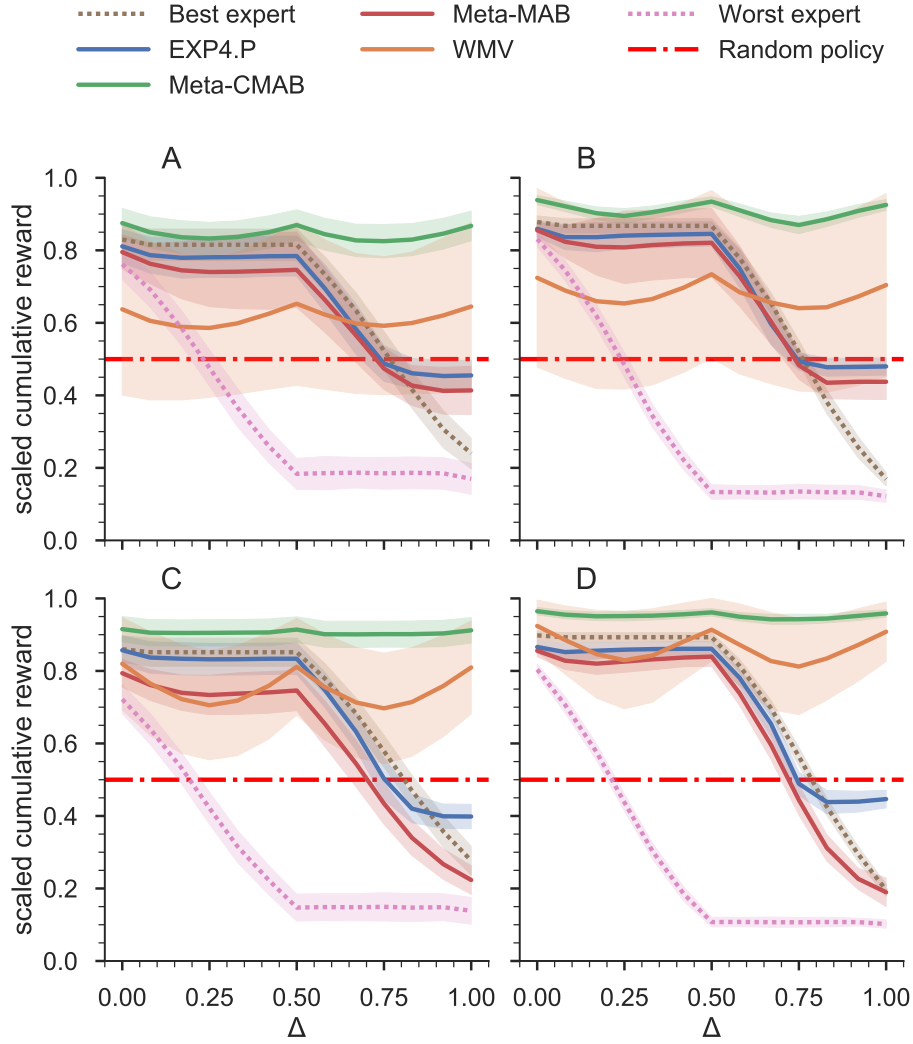 Best expert Meta-MAB Worst expert
EXP4.P WMV Random policy
Meta-CMAB
A B
1.0
0.8
0.6
0.4
0.2
0.0
scaled cumulative reward
C D
1.0
0.8
0.6
0.4
0.2
0.0
scaled cumulative reward
0.00 0.25 0.50 0.75 1.00 0.00 0.25 0.50 0.75 1.00
Δ Δ